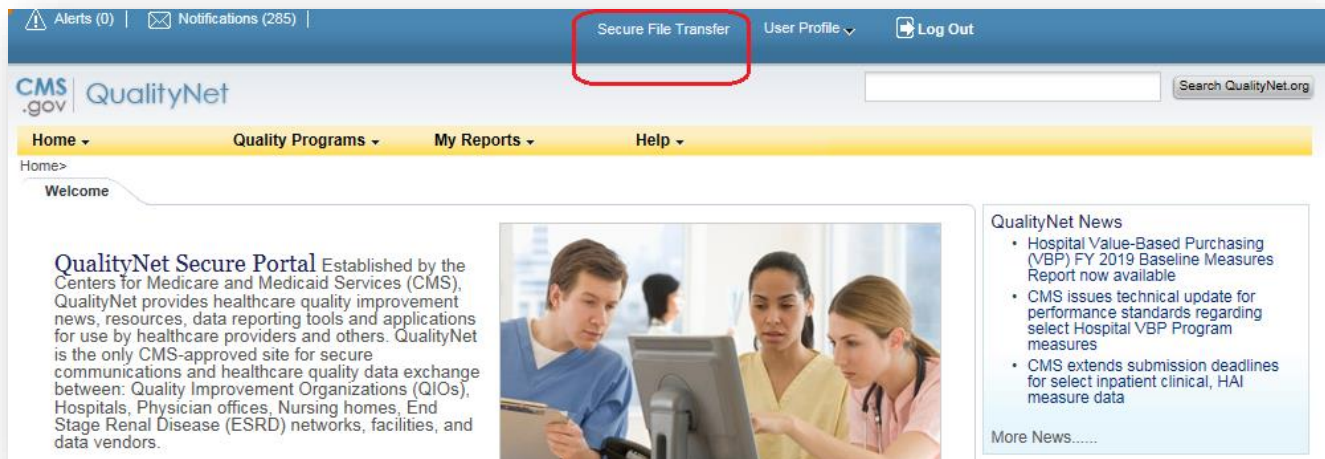 Alerts (0) | Notifications (285) |
Secure File Transfer User Profile Log Out
CMS .gov QualityNet
Search QualityNet.org
Home Quality Programs My Reports Help
Home>
Welcome
QualityNet Secure Portal Established by the
Centers for Medicare and Medicaid Services (CMS),
QualityNet provides healthcare quality improvement
news, resources, data reporting tools and applications
for use by healthcare providers and others. QualityNet
is the only CMS-approved site for secure
communications and healthcare quality data exchange
between: Quality Improvement Organizations (QIOs),
Hospitals, Physician offices, Nursing homes, End
Stage Renal Disease (ESRD) networks, facilities, and
data vendors.
QualityNet News
• Hospital Value-Based Purchasing
(VBP) FY 2019 Baseline Measures
Report now available
• CMS issues technical update for
performance standards regarding
select Hospital VBP Program
measures
• CMS extends submission deadlines
for select inpatient clinical, HAI
measure data
More News......